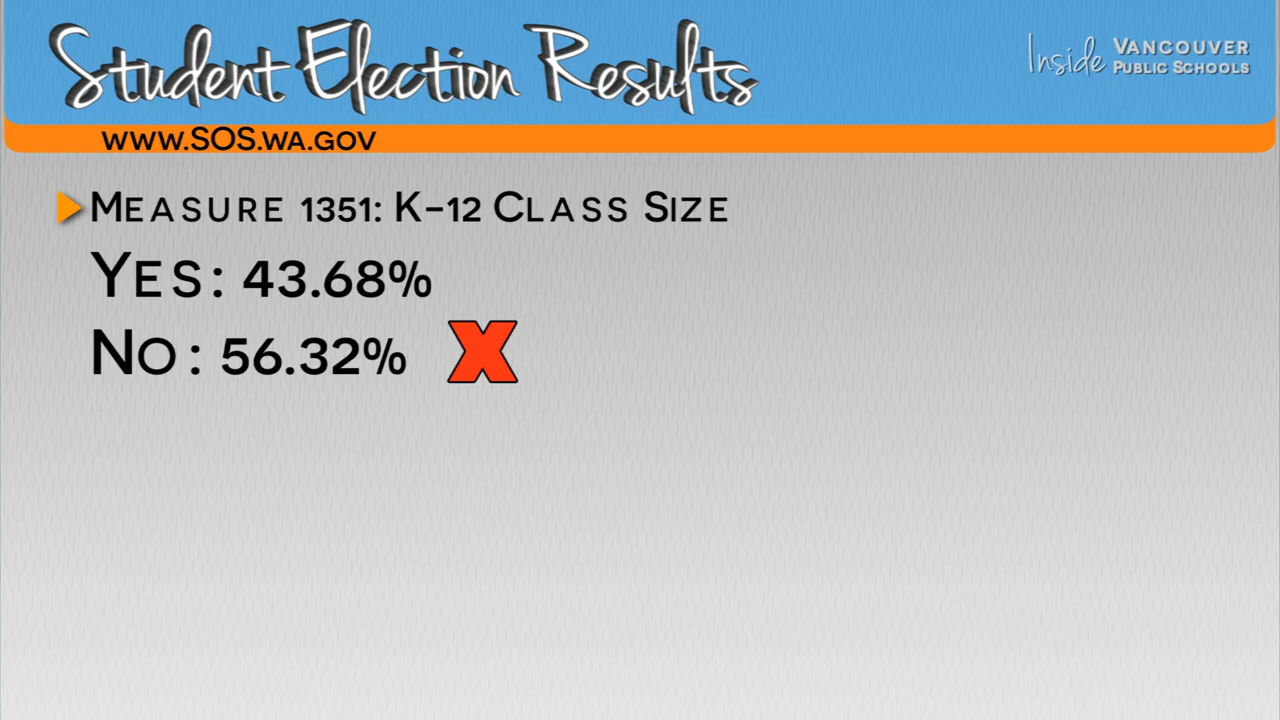 Student Election Results
Inside VANCOUVER PUBLIC SCHOOLS
www.SOS.wa.gov
MEASURE 1351: K-12 CLASS SIZE
YES: 43.68%
NO: 56.32% X